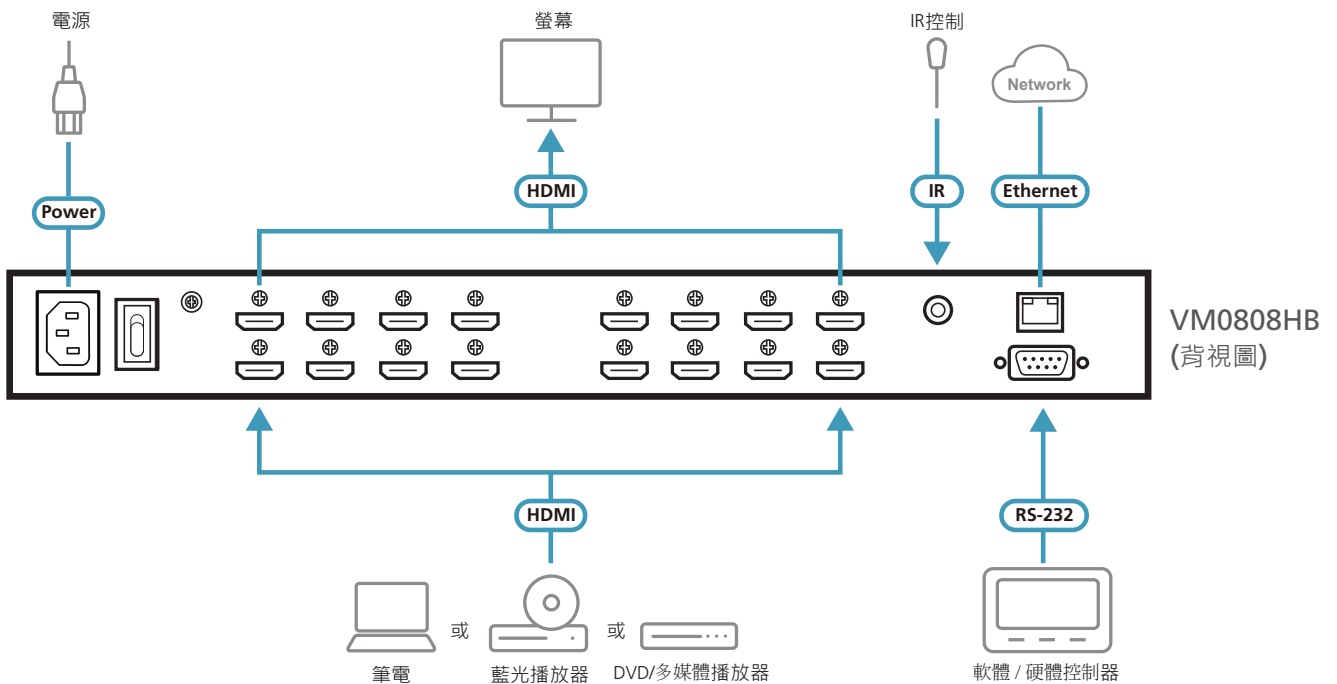 電源
螢幕
IR控制
Network
Power
HDMI
IR
Ethernet
VM0808HB
(背視圖)
HDMI
RS-232
筆電
或
藍光播放器
或
DVD/多媒體播放器
軟體 / 硬體控制器